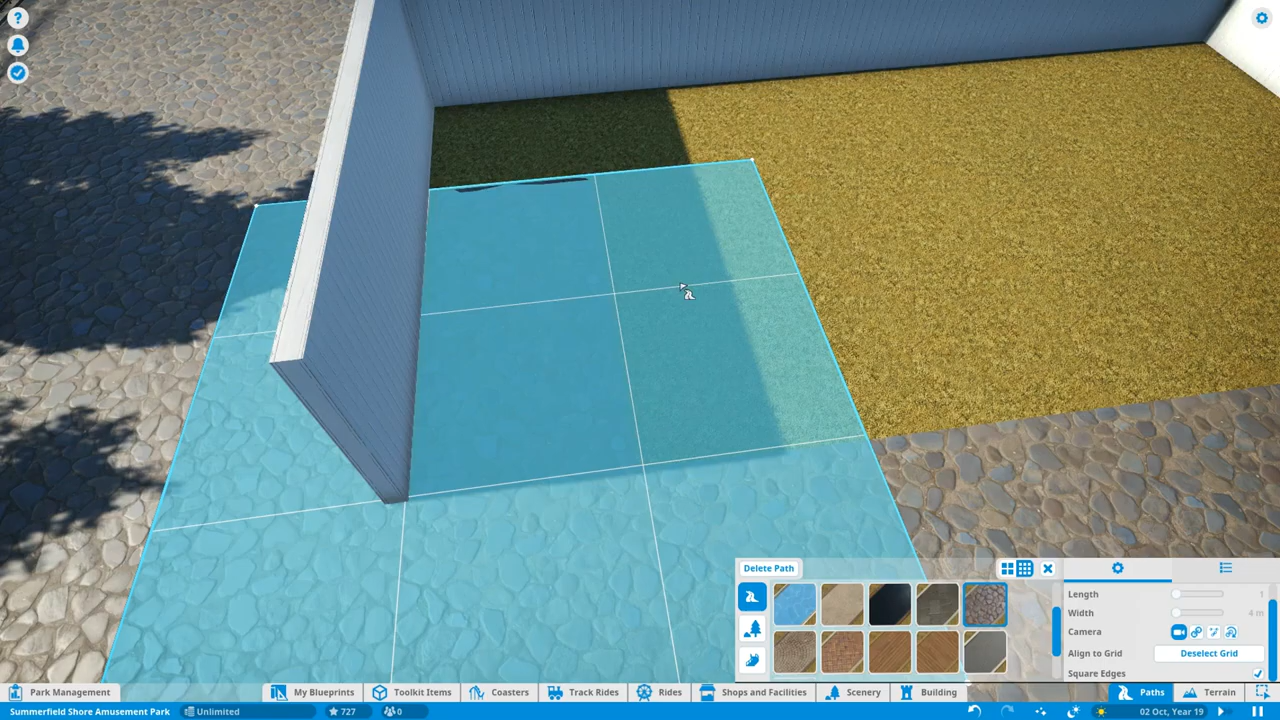 Delete Path
Length 1
Width 4 m
Camera
Align to Grid Deselect Grid
Square Edges
Park Management My Blueprints Toolkit Items Coasters Track Rides Rides Shops and Facilities Scenery Building Paths Terrain
Summerfield Shore Amusement Park Unlimited 727 0 02 Oct, Year 19